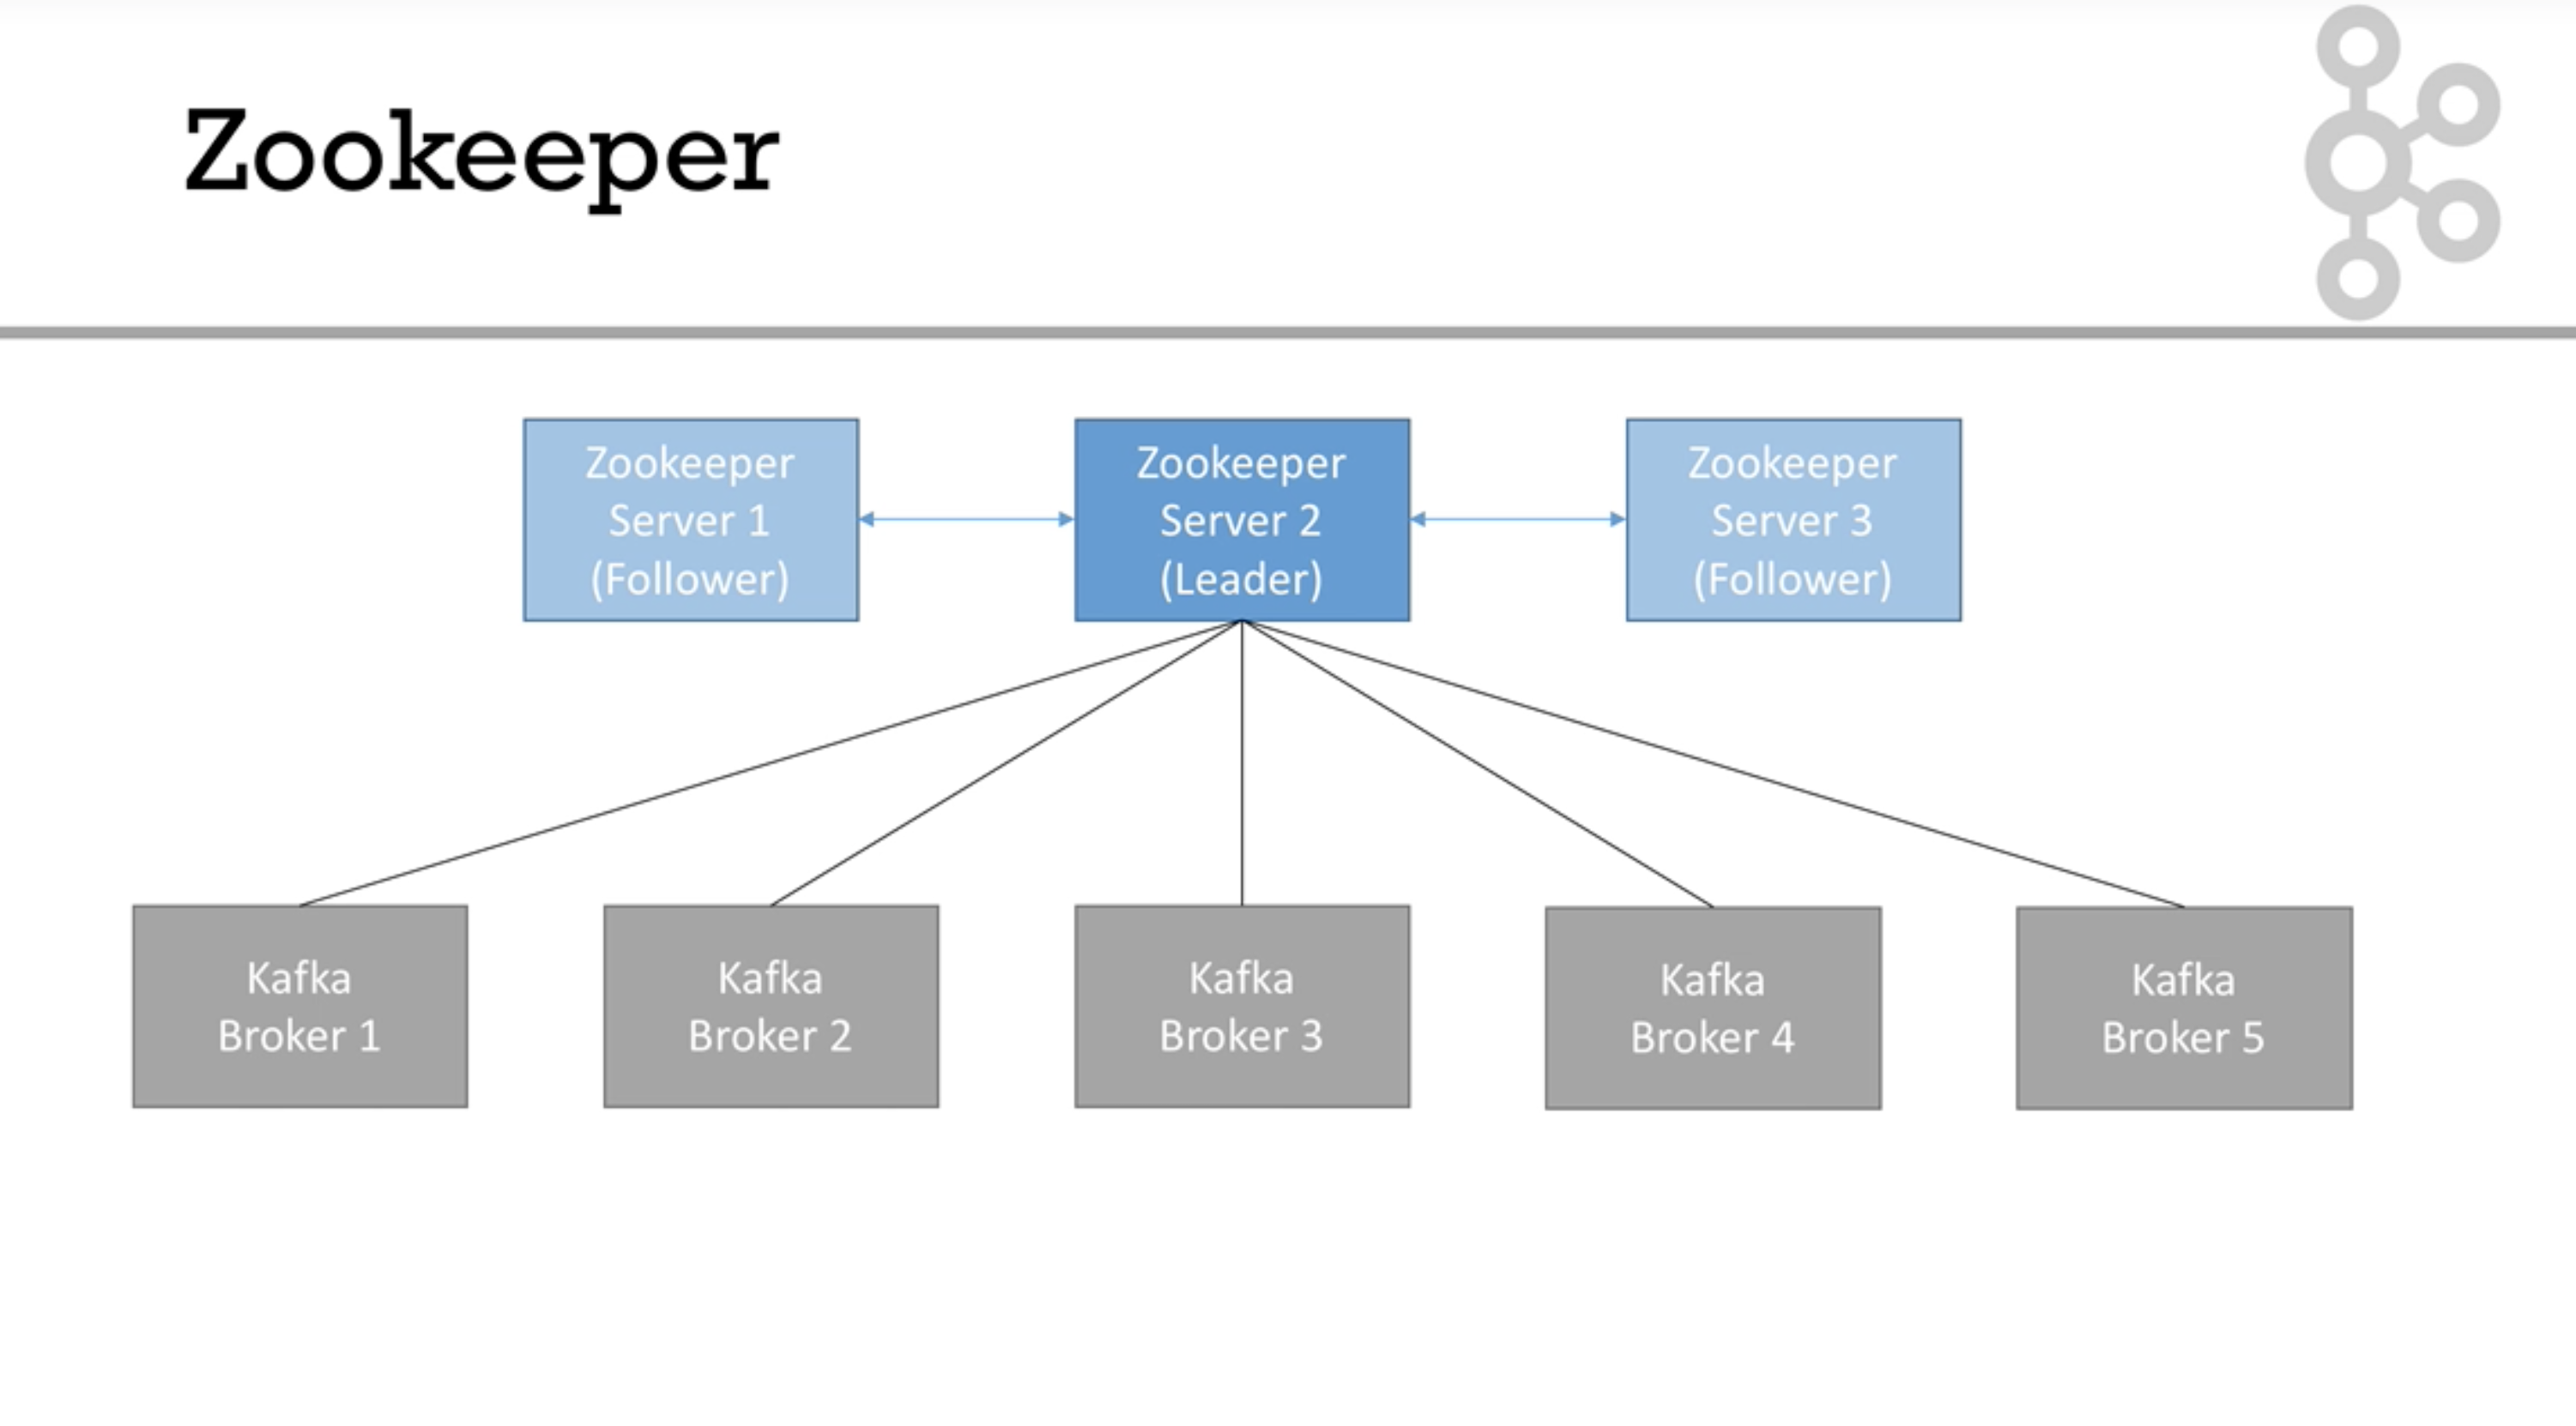 Zookeeper
Zookeeper
Server 1
(Follower)
Zookeeper
Server 2
(Leader)
Zookeeper
Server 3
(Follower)
Kafka
Broker 1
Kafka
Broker 2
Kafka
Broker 3
Kafka
Broker 4
Kafka
Broker 5